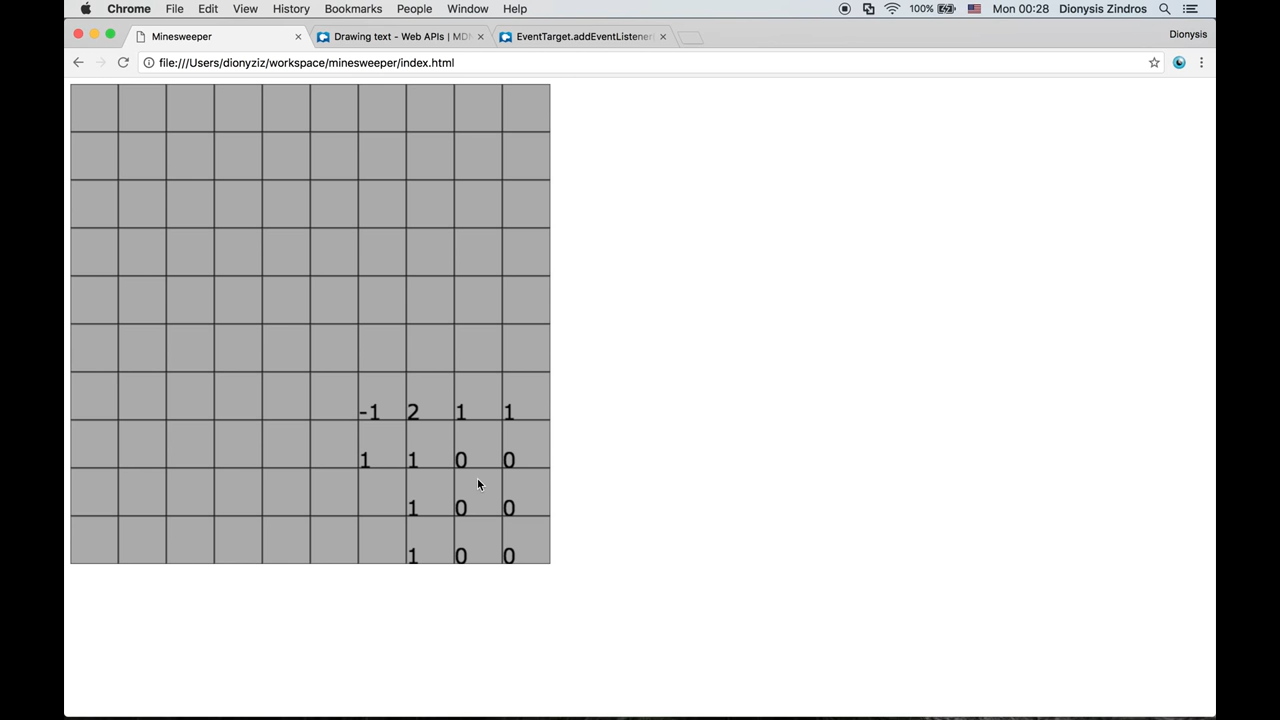 Chrome File Edit View History Bookmarks People Window Help 100% Mon 00:28 Dionysis Zindros
Minesweeper Drawing text - Web APIs | MDN EventTarget.addEventListener Dionysis
file:///Users/dionyziz/workspace/minesweeper/index.html
-1 2 1 1
1 1 0 0
1 0 0
1 0 0